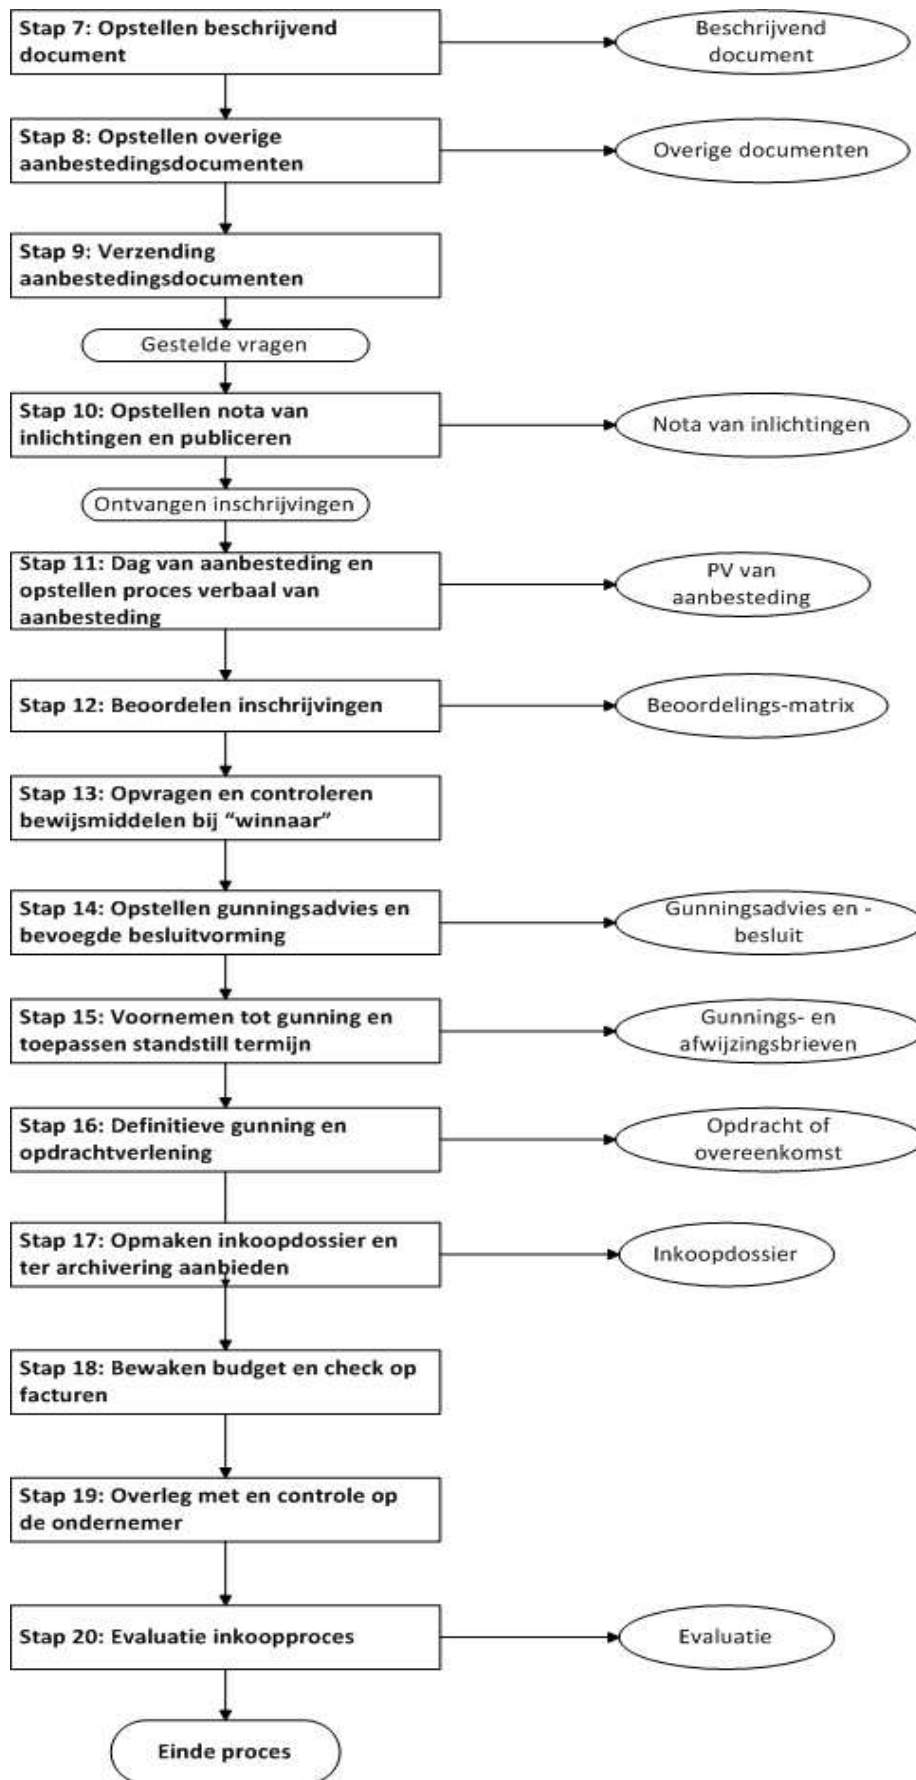 Stap 7: Opstellen beschrijvend
document
Beschrijvend
document
Stap 8: Opstellen overige
aanbestedingsdocumenten
Overige documenten
Stap 9: Verzending
aanbestedingsdocumenten
Gestelde vragen
Stap 10: Opstellen nota van
inlichtingen en publiceren
Nota van inlichtingen
Ontvangen inschrijvingen
Stap 11: Dag van aanbesteding en
opstellen proces verbaal van
aanbesteding
PV van
aanbesteding
Stap 12: Beoordelen inschrijvingen
Beoordelings-matrix
Stap 13: Opvragen en controleren
bewijsmiddelen bij “winnaar”
Stap 14: Opstellen gunningsadvies en
bevoegde besluitvorming
Gunningsadvies en -
besluit
Stap 15: Voornemen tot gunning en
toepassen standstill termijn
Gunnings- en
afwijzingsbrieven
Stap 16: Definitieve gunning en
opdrachtverlening
Opdracht of
overeenkomst
Stap 17: Opmaken inkoopdossier en
ter archivering aanbieden
Inkoopdossier
Stap 18: Bewaken budget en check op
facturen
Stap 19: Overleg met en controle op
de ondernemer
Stap 20: Evaluatie inkoopproces
Evaluatie
Einde proces